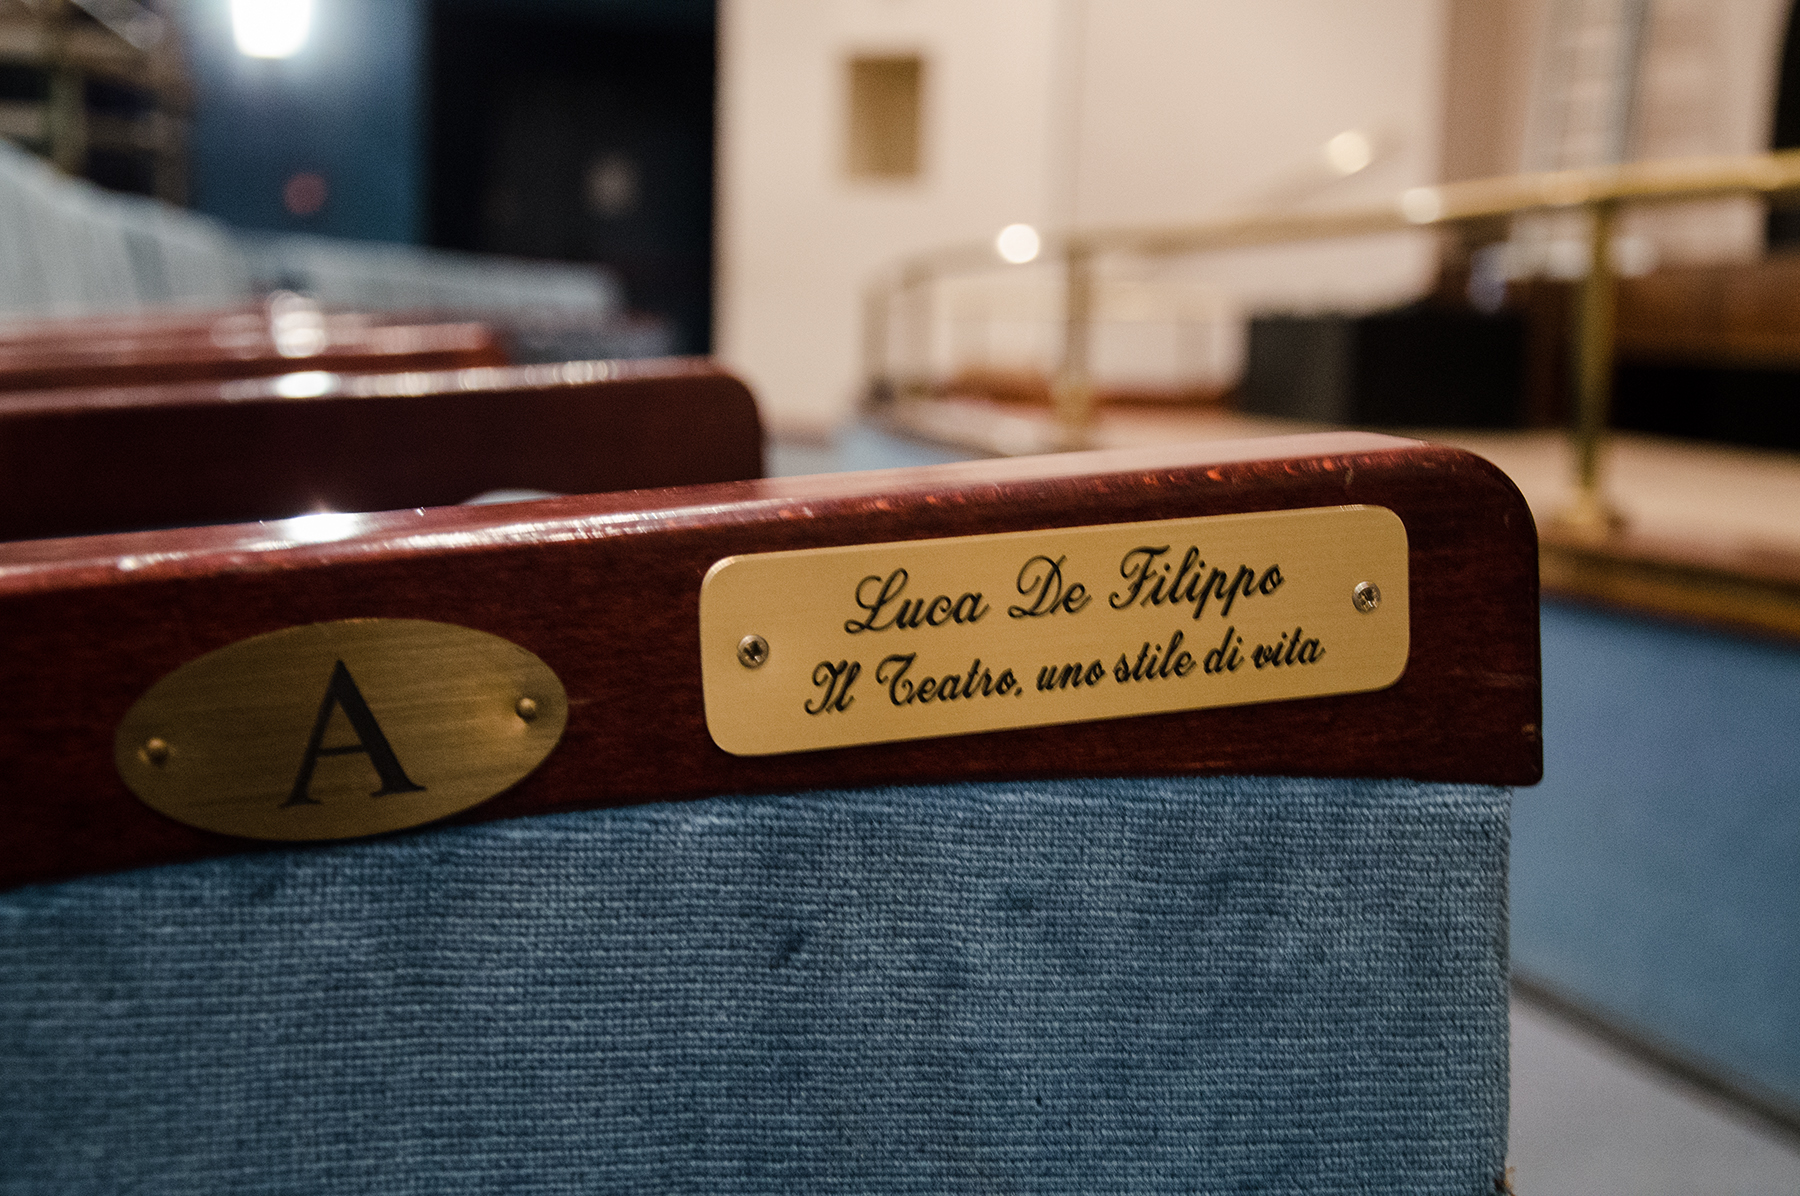 A
Luca De Filippo
Il Teatro, uno stile di vita